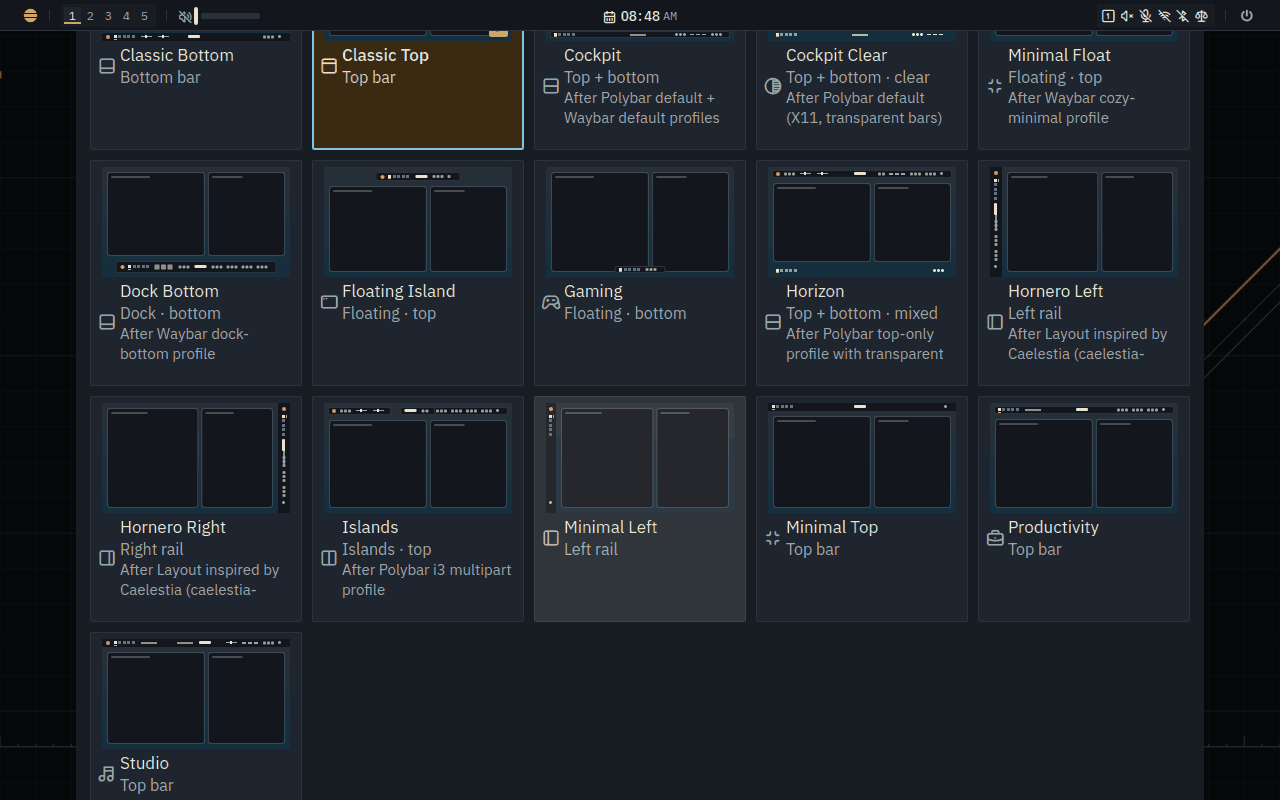 1 2 3 4 5
08:48 AM
1
Classic Bottom
Bottom bar
Classic Top
Top bar
Cockpit
Top + bottom
After Polybar default +
Waybar default profiles
Cockpit Clear
Top + bottom · clear
After Polybar default
(X11, transparent bars)
Minimal Float
Floating · top
After Waybar cozy-
minimal profile
Dock Bottom
Dock · bottom
After Waybar dock-
bottom profile
Floating Island
Floating · top
Gaming
Floating · bottom
Horizon
Top + bottom · mixed
After Polybar top-only
profile with transparent
Hornero Left
Left rail
After Layout inspired by
Caelestia (caelestia-
Hornero Right
Right rail
After Layout inspired by
Caelestia (caelestia-
Islands
Islands · top
After Polybar i3 multipart
profile
Minimal Left
Left rail
Minimal Top
Top bar
Productivity
Top bar
Studio
Top bar